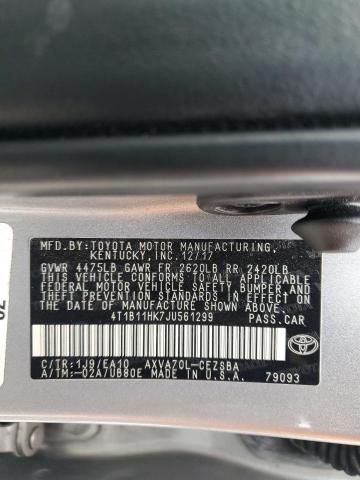 MFD.BY:TOYOTA MOTOR MANUFACTURING,
KENTUCKY, INC.12/17
GVWR 4475LB GAWR FR 2620LB RR 2420LB
THIS VEHICLE CONFORMS TO ALL APPLICABLE
FEDERAL MOTOR VEHICLE SAFETY, BUMPER AND
THEFT PREVENTION STANDARDS IN EFFECT ON
THE DATE OF MANUFACTURE SHOWN ABOVE.
4T1B11HK7JU561299 PASS.CAR
C/TR:1J9/EA10 AXVA70L-CEZSBA
A/TM:-02A/UB80E MADE IN U.S.A. 79093